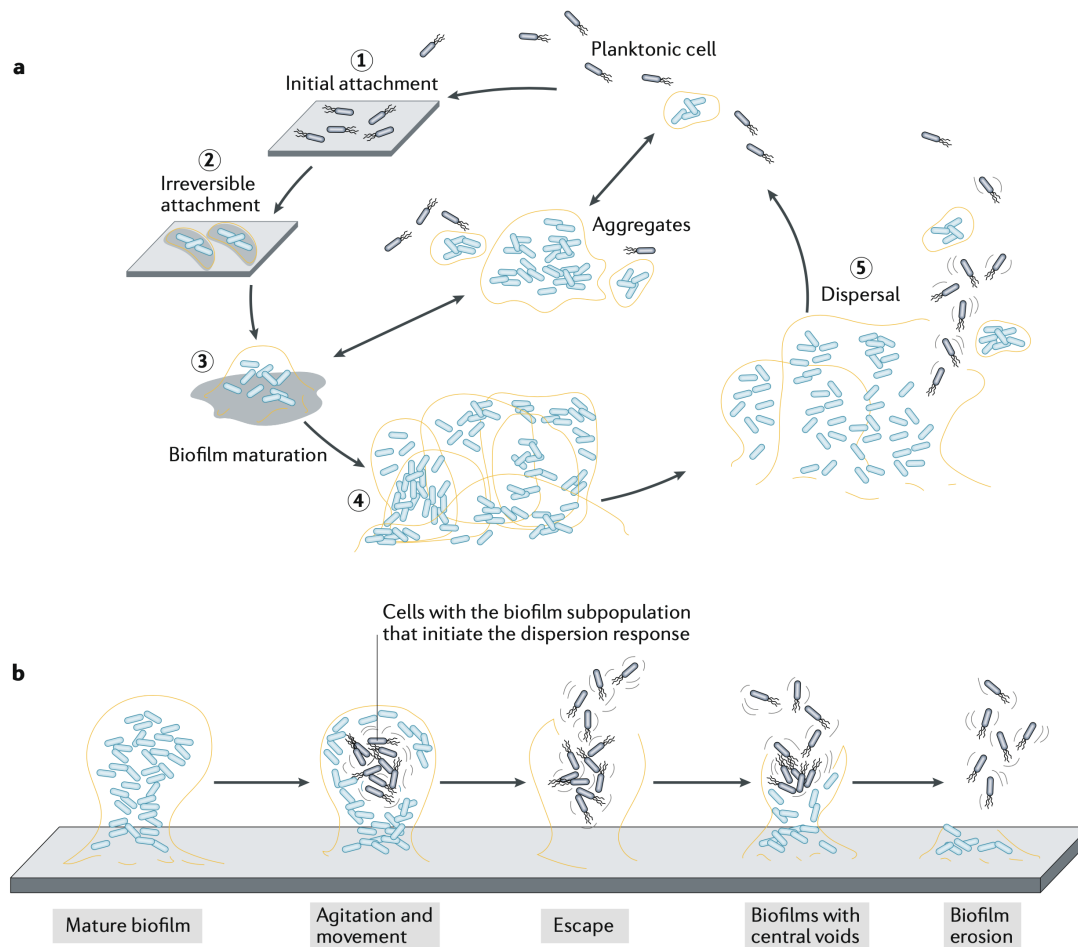 a
1
Initial attachment
Planktonic cell
2
Irreversible
attachment
Aggregates
5
Dispersal
3
Biofilm maturation
4
Cells with the biofilm subpopulation
that initiate the dispersion response
b
Mature biofilm
Agitation and
movement
Escape
Biofilms with
central voids
Biofilm
erosion